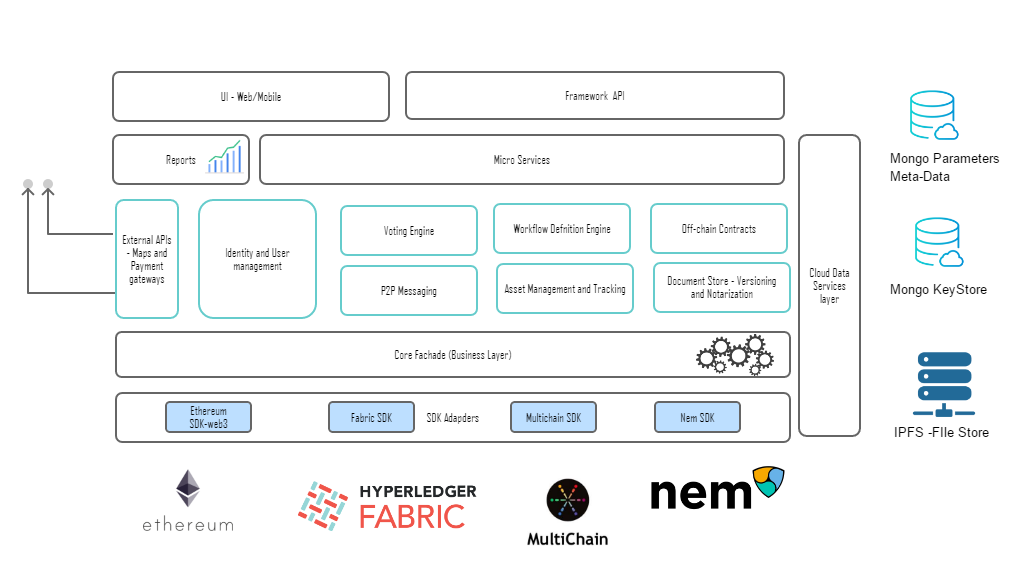 UI - Web/Mobile
Framework API
Reports
Micro Services
External APIs
- Maps and
Payment
gateways
Identity and User
management
Voting Engine
Workflow Defnition Engine
Off-chain Contracts
P2P Messaging
Asset Management and Tracking
Document Store - Versioning
and Notarization
Cloud Data
Services
layer
Core Fachade (Business Layer)
Ethereum
SDK-web3
Fabric SDK
SDK Adapders
Multichain SDK
Nem SDK
Mongo Parameters
Meta-Data
Mongo KeyStore
IPFS -FIle Store
ethereum
HYPERLEDGER
FABRIC
MultiChain
nem